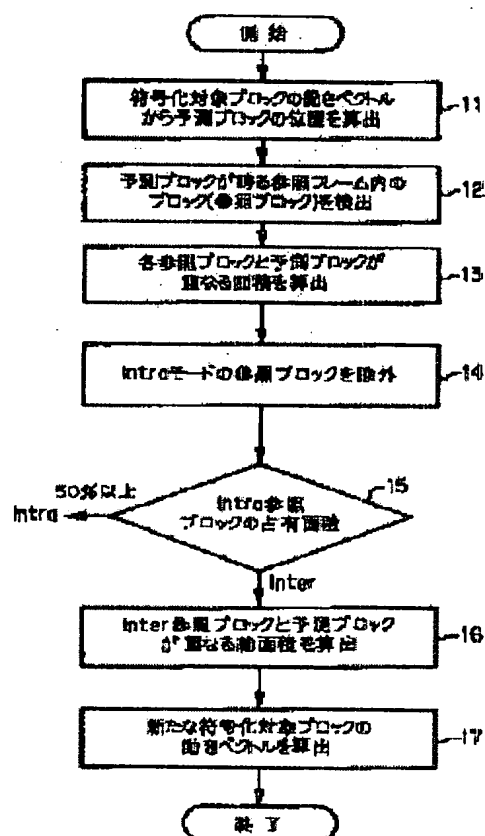 開始
符号化対象ブロックの動きベクトル
から予測ブロックの位置を算出
11
予測ブロックが跨る参照フレーム内の
ブロック(参照ブロック)を検出
12
各参照ブロックと予測ブロックが
重なる面積を算出
13
Intraモードの参照ブロックを除外
14
50%以上
Intra
Intra参照
ブロックの占有面積
15
Inter
Inter参照ブロックと予測ブロック
が重なる総面積を算出
16
新たな符号化対象ブロックの
動きベクトルを算出
17
終了